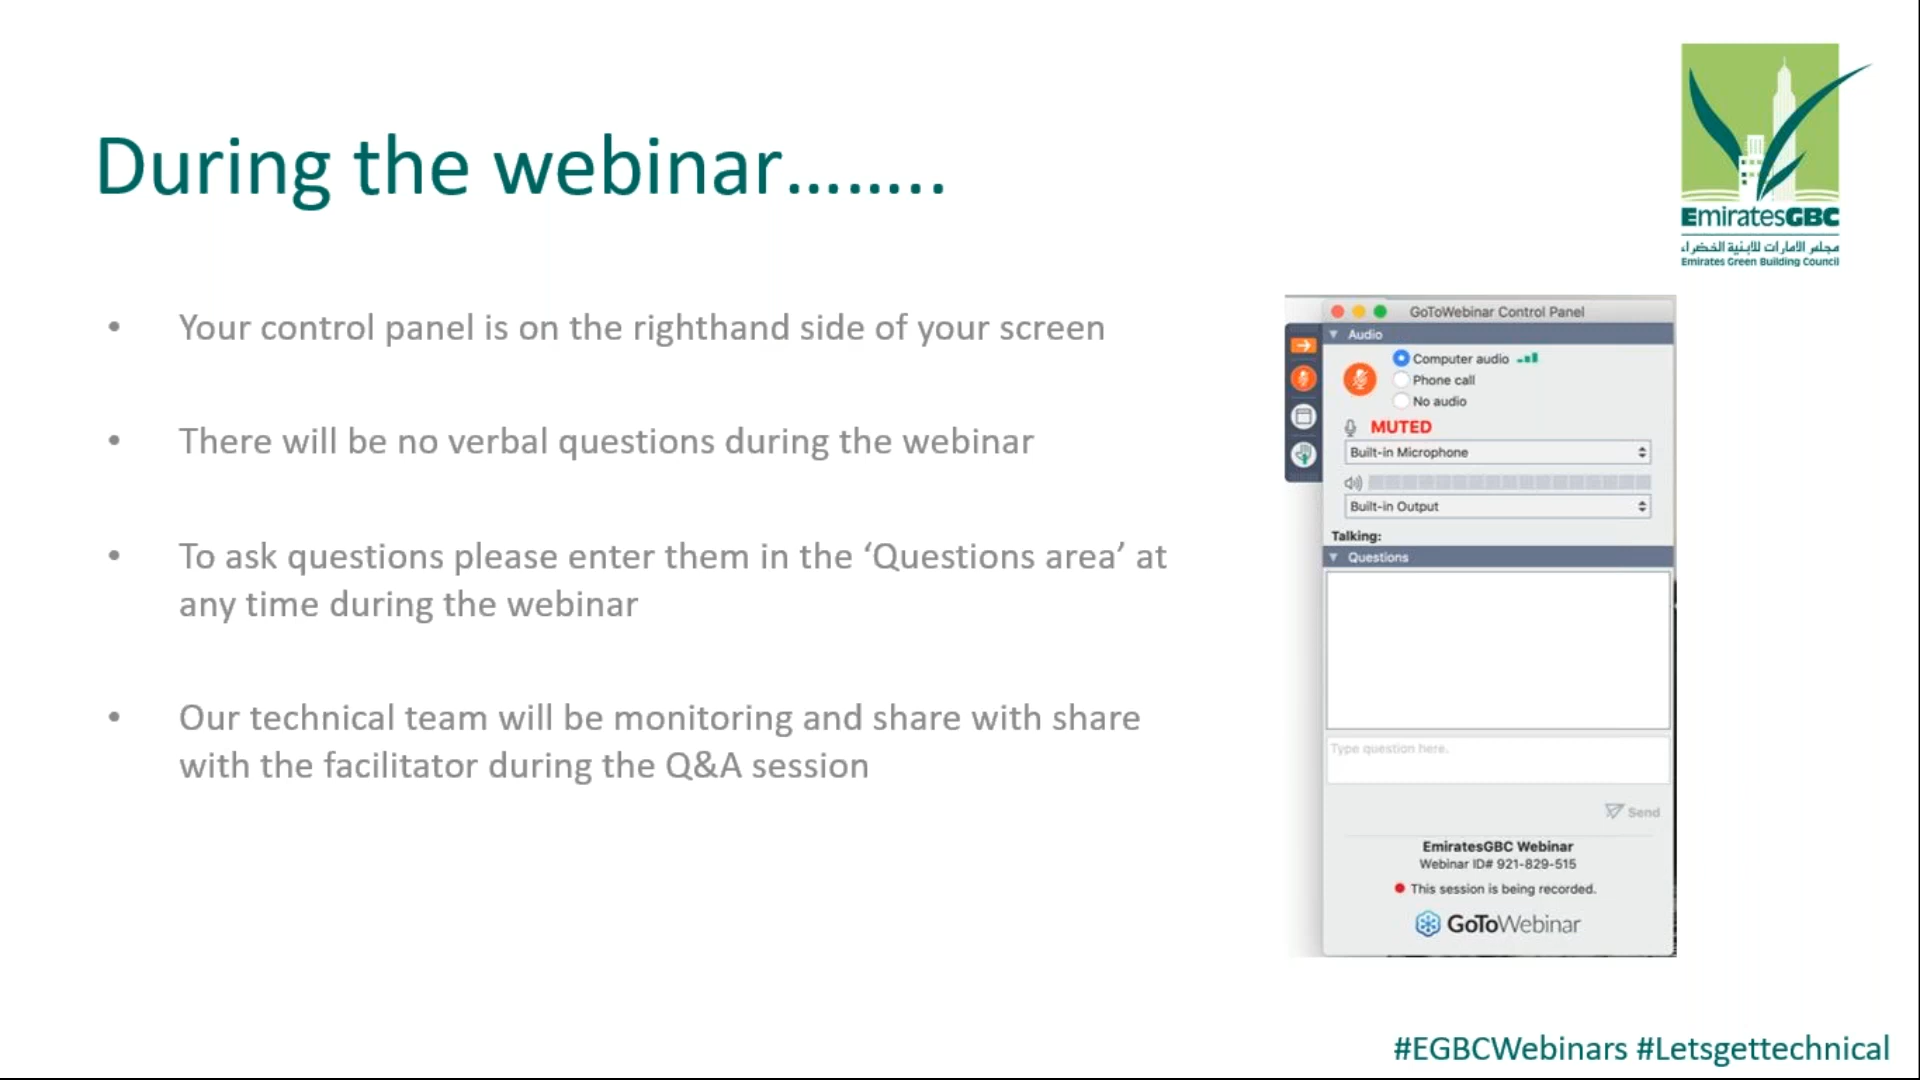 During the webinar........
EmiratesGBC
مجلس الامارات للابنية الخضراء
Emirates Green Building Council
• Your control panel is on the righthand side of your screen
• There will be no verbal questions during the webinar
• To ask questions please enter them in the ‘Questions area’ at
any time during the webinar
• Our technical team will be monitoring and share with share
with the facilitator during the Q&A session
GoToWebinar Control Panel
Audio
Computer audio
Phone call
No audio
MUTED
Built-in Microphone
Built-in Output
Talking:
Questions
Type question here.
Send
EmiratesGBC Webinar
Webinar ID# 921-829-515
This session is being recorded.
GoToWebinar
#EGBCWebinars #Letsgettechnical